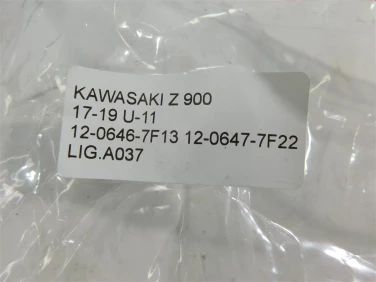 KAWASAKI Z 900
17-19 U-11
12-0646-7F13 12-0647-7F22
LIG.A037